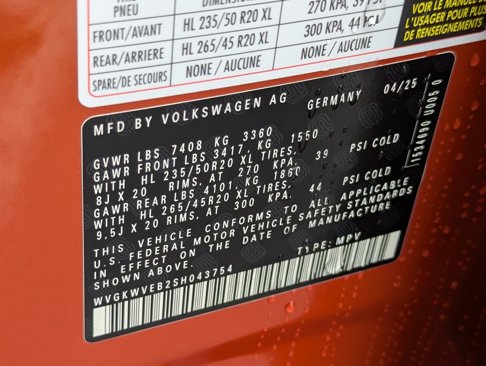 PNEU
270 KPA, 39 PSI
VOIR LE MANUEL
FRONT/AVANT HL 235/50 R20 XL 300 KPA, 44
L'USAGER POUR PLUS
REAR/ARRIERE HL 265/45 R20 XL
DE RENSEIGNEMENTS
SPARE/DE SECOURS NONE / AUCUNE NONE / AUCUNE
MFD BY VOLKSWAGEN AG GERMANY 04/25
GVWR LBS 7408 KG 3360
GAWR FRONT LBS 3417, KG 1550
WITH HL 235/50R20 XL TIRES,
8J X 20 RIMS, AT 270 KPA, 39 PSI COLD
GAWR REAR LBS 4101, KG 1860
WITH HL 265/45R20 XL TIRES,
9.5J X 20 RIMS, AT 300 KPA, 44 PSI COLD
THIS VEHICLE CONFORMS TO ALL APPLICABLE
U.S. FEDERAL MOTOR VEHICLE SAFETY STANDARDS
IN EFFECT ON THE DATE OF MANUFACTURE
SHOWN ABOVE.
WVGKWVEB2SH043754 TYPE: MPV